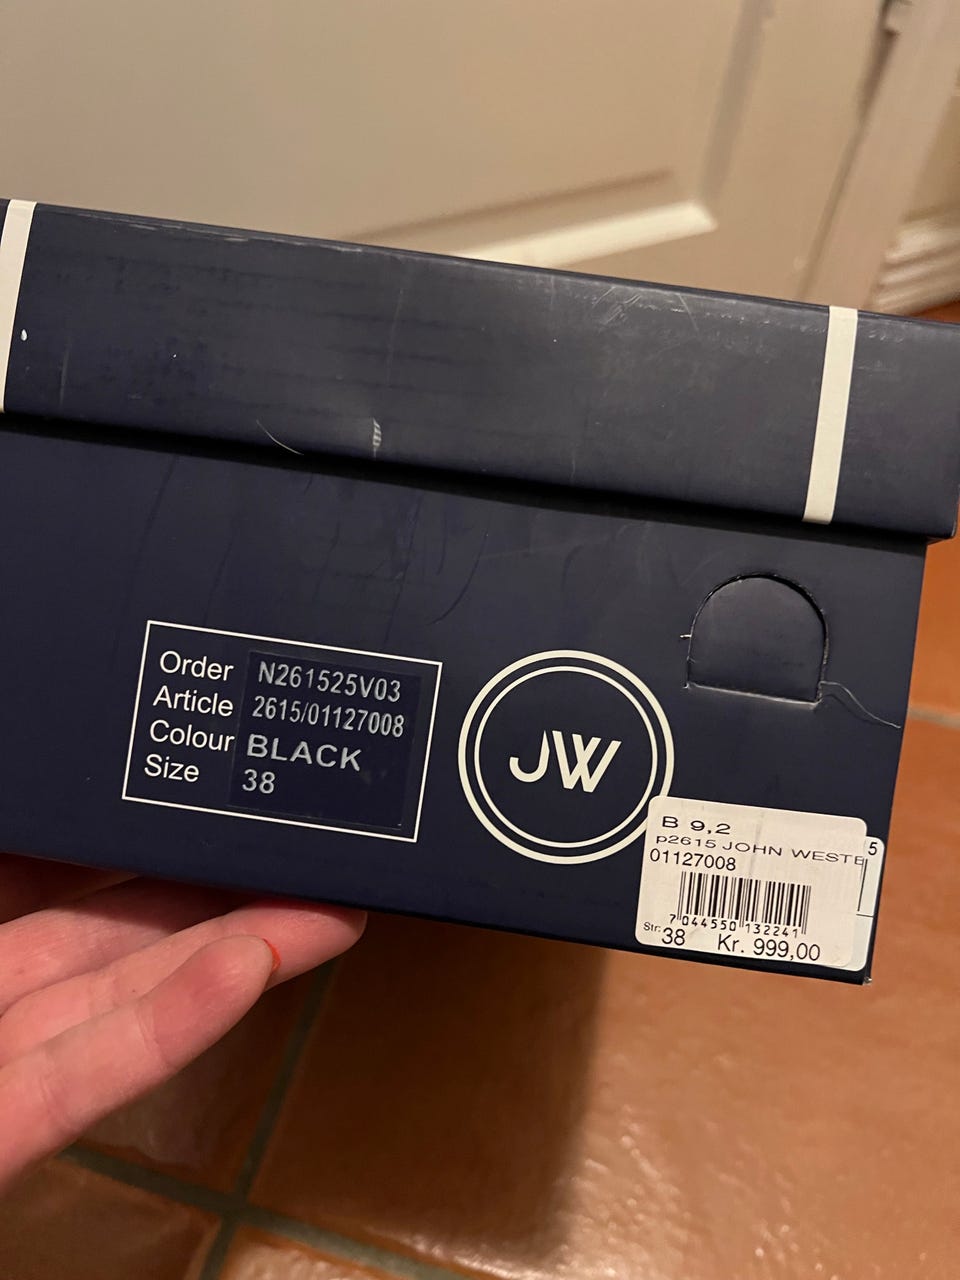 Order N261525V03
Article 2615/01127008
Colour BLACK
Size 38
JW
B 9,2
p2615 JOHN WESTE
01127008
7 044550 132241
Str: 38 Kr. 999,00
5